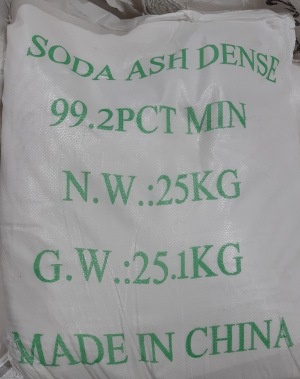 SODA ASH DENSE
99.2PCT MIN
N.W.:25KG
G.W.:25.1KG
MADE IN CHINA